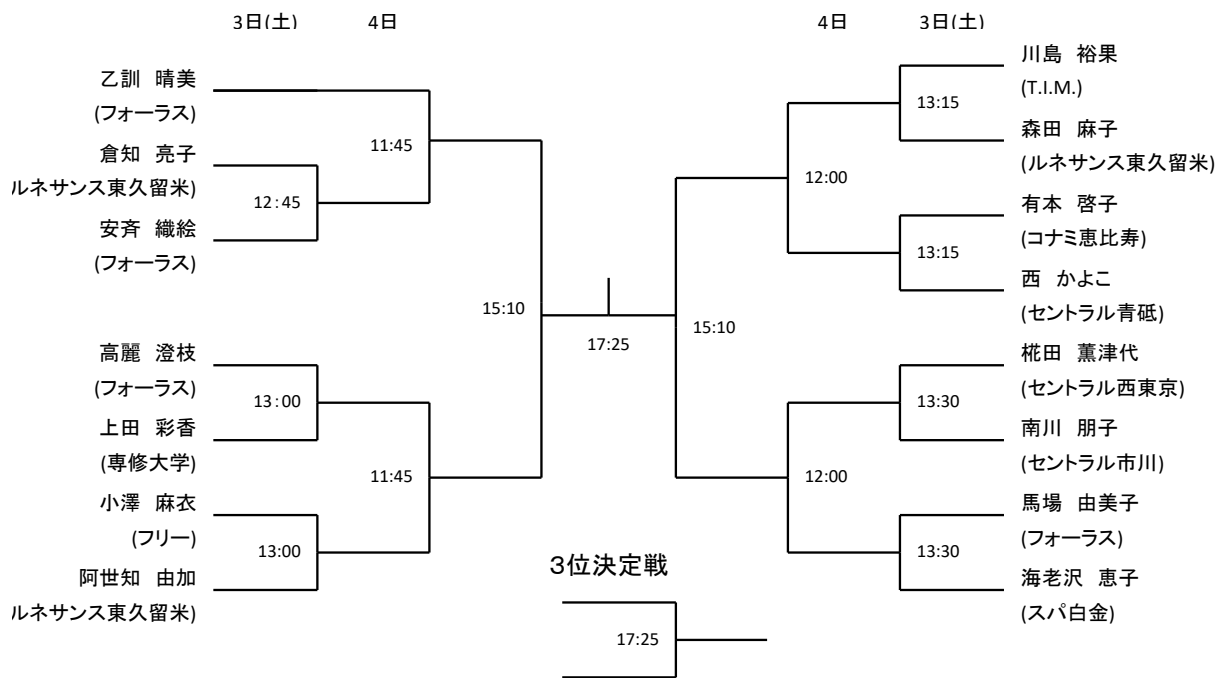 3日(土) 4日
乙訓 晴美
(フォーラス)
11:45
倉知 亮子
ルネサンス東久留米)
12:45
安斉 織絵
(フォーラス)
15:10
高麗 澄枝
(フォーラス)
13:00
上田 彩香
(専修大学)
11:45
小澤 麻衣
(フリー)
13:00
阿世知 由加
ルネサンス東久留米)
17:25
4日 3日(土)
川島 裕果
(T.I.M.)
13:15
森田 麻子
(ルネサンス東久留米)
12:00
有本 啓子
(コナミ恵比寿)
13:15
西 かよこ
(セントラル青砥)
15:10
椛田 薫津代
(セントラル西東京)
13:30
南川 朋子
(セントラル市川)
12:00
馬場 由美子
(フォーラス)
13:30
海老沢 恵子
(スパ白金)
3位決定戦
17:25